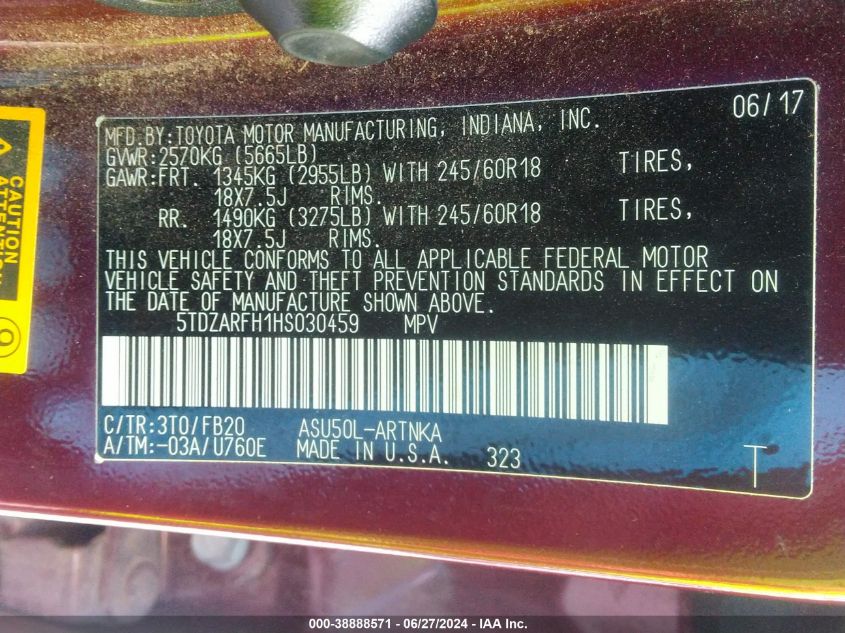 06/17
MFD.BY:TOYOTA MOTOR MANUFACTURING, INDIANA, INC.
GVWR:2570KG (5665LB)
GAWR:FRT. 1345KG (2955LB) WITH 245/60R18 TIRES,
18X7.5J RIMS.
RR. 1490KG (3275LB) WITH 245/60R18 TIRES,
18X7.5J RIMS.
THIS VEHICLE CONFORMS TO ALL APPLICABLE FEDERAL MOTOR
VEHICLE SAFETY AND THEFT PREVENTION STANDARDS IN EFFECT ON
THE DATE OF MANUFACTURE SHOWN ABOVE.
5TDZARFH1HS030459 MPV
C/TR:3T0/FB20 ASU50L-ARTNKA
A/TM:-03A/U760E MADE IN U.S.A. 323
T
CAUTION
ATTENTION
000-38888571 - 06/27/2024 - IAA Inc.